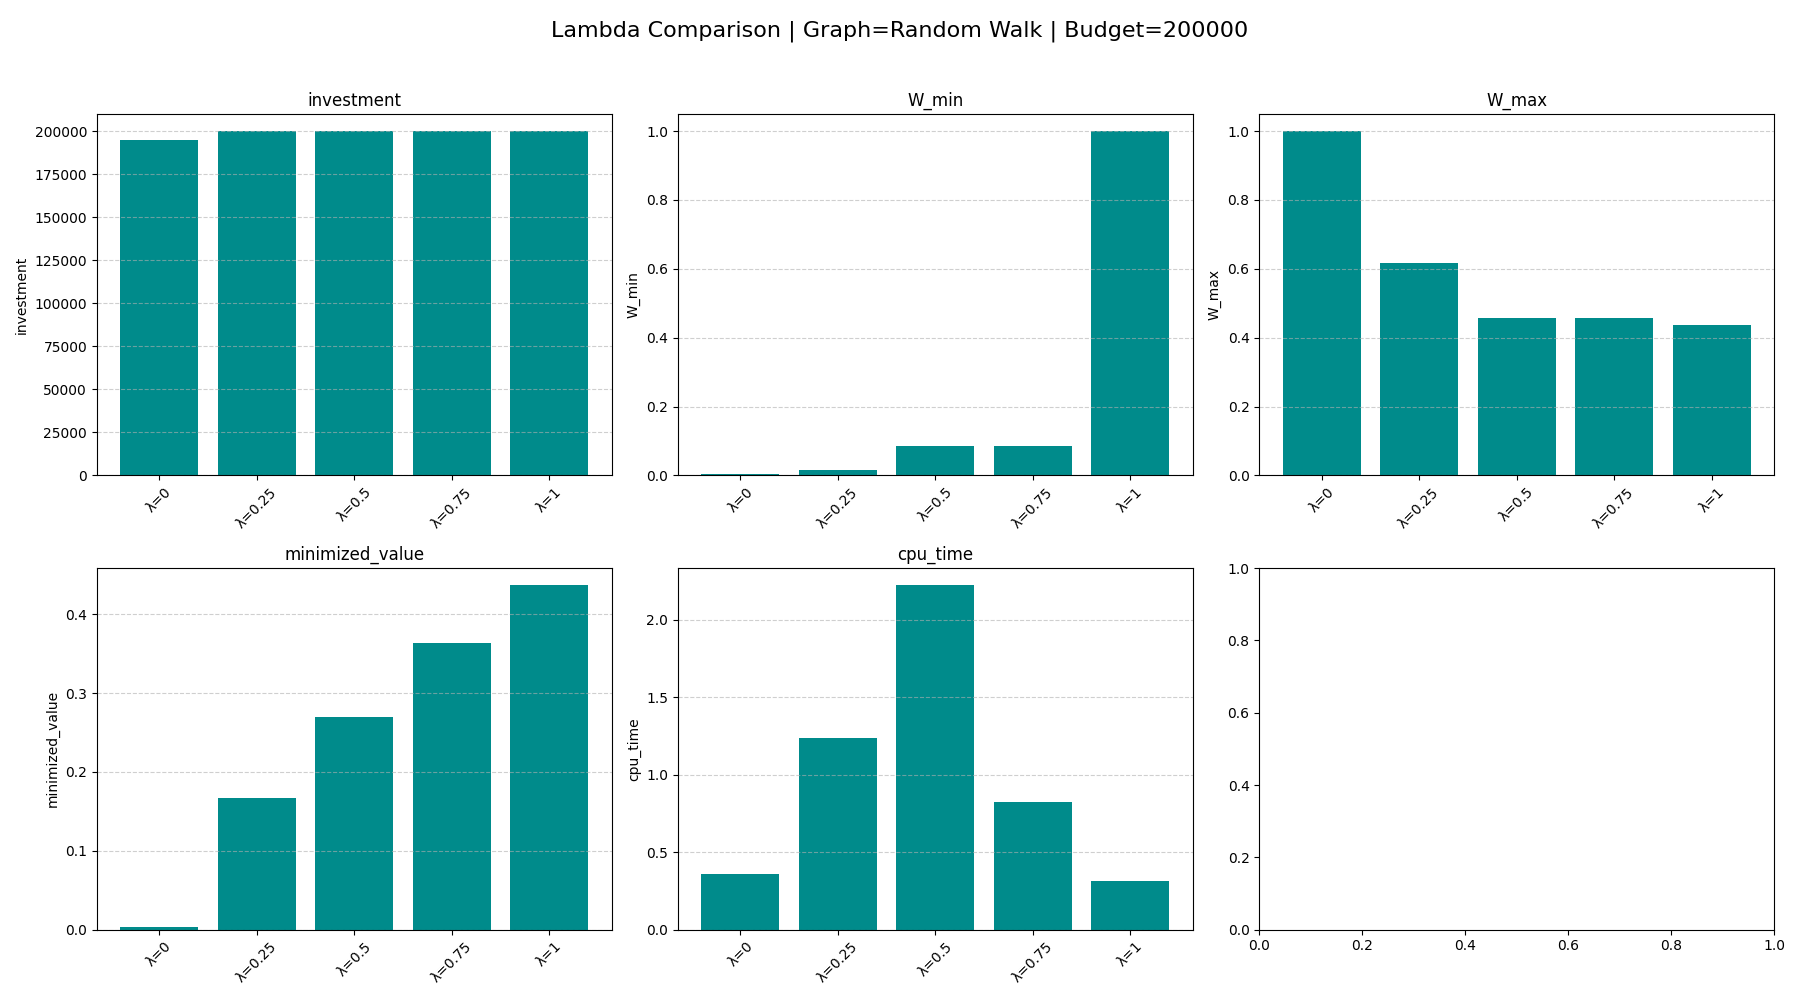 Lambda Comparison | Graph=Random Walk | Budget=200000
investment
investment
200000
175000
150000
125000
100000
75000
50000
25000
0
λ=0 λ=0.25 λ=0.5 λ=0.75 λ=1
W_min
W_min
1.0
0.8
0.6
0.4
0.2
0.0
λ=0 λ=0.25 λ=0.5 λ=0.75 λ=1
W_max
W_max
1.0
0.8
0.6
0.4
0.2
0.0
λ=0 λ=0.25 λ=0.5 λ=0.75 λ=1
minimized_value
minimized_value
0.4
0.3
0.2
0.1
0.0
λ=0 λ=0.25 λ=0.5 λ=0.75 λ=1
cpu_time
cpu_time
2.0
1.5
1.0
0.5
0.0
λ=0 λ=0.25 λ=0.5 λ=0.75 λ=1
1.0
0.8
0.6
0.4
0.2
0.0
0.0 0.2 0.4 0.6 0.8 1.0